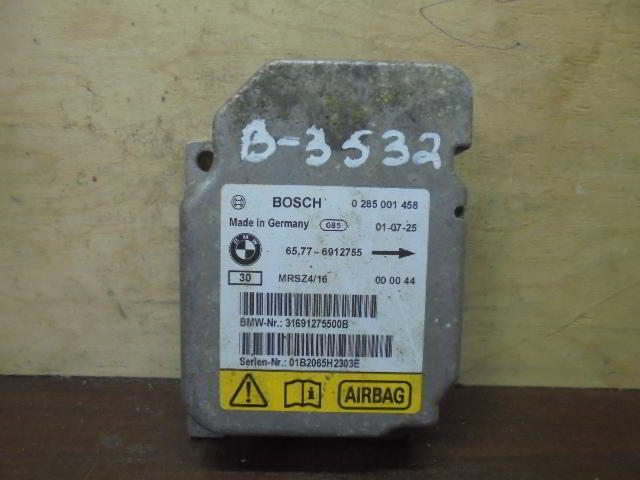 B-3532
BOSCH 0 285 001 458
Made in Germany 085 01-07-25
BMW 65.77 - 6912755
30 MRSZ4/16 00 00 44
BMW-Nr.: 31691275500B
Serien-Nr.: 01B2065H2303E
AIRBAG